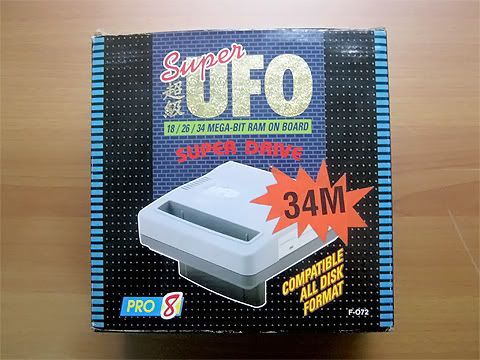 Super
超級
UFO
18/26/34 MEGA-BIT RAM ON BOARD
SUPER DRIVE
34M
COMPATIBLE
ALL DISK
FORMAT
PRO 8
F-072